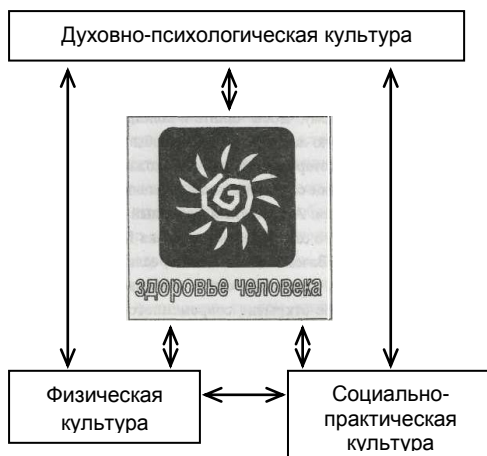 Духовно-психологическая культура
здоровье человека
Физическая
культура
Социально-
практическая
культура